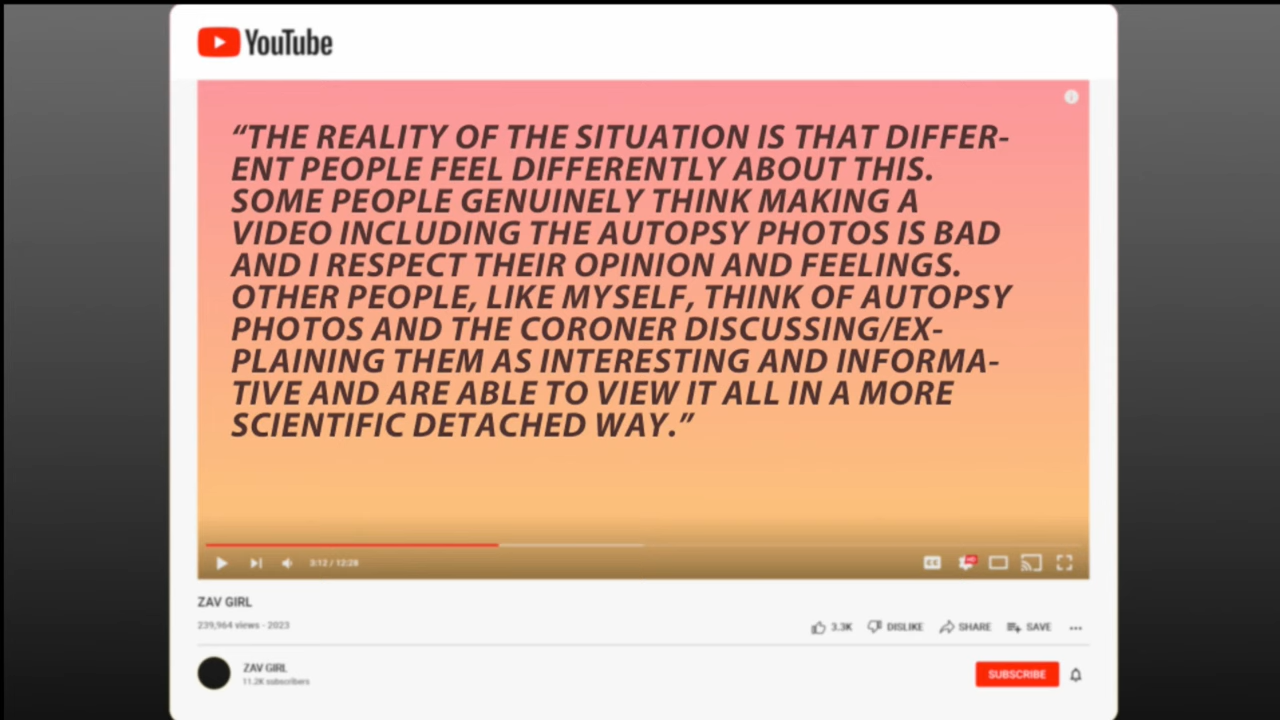 YouTube
“THE REALITY OF THE SITUATION IS THAT DIFFER-
ENT PEOPLE FEEL DIFFERENTLY ABOUT THIS.
SOME PEOPLE GENUINELY THINK MAKING A
VIDEO INCLUDING THE AUTOPSY PHOTOS IS BAD
AND I RESPECT THEIR OPINION AND FEELINGS.
OTHER PEOPLE, LIKE MYSELF, THINK OF AUTOPSY
PHOTOS AND THE CORONER DISCUSSING/EX-
PLAINING THEM AS INTERESTING AND INFORMA-
TIVE AND ARE ABLE TO VIEW IT ALL IN A MORE
SCIENTIFIC DETACHED WAY.”
3:12 / 12:28 CC HD
ZAV GIRL
239,964 views - 2023 3.3K DISLIKE SHARE SAVE
ZAV GIRL
11.2K subscribers SUBSCRIBE